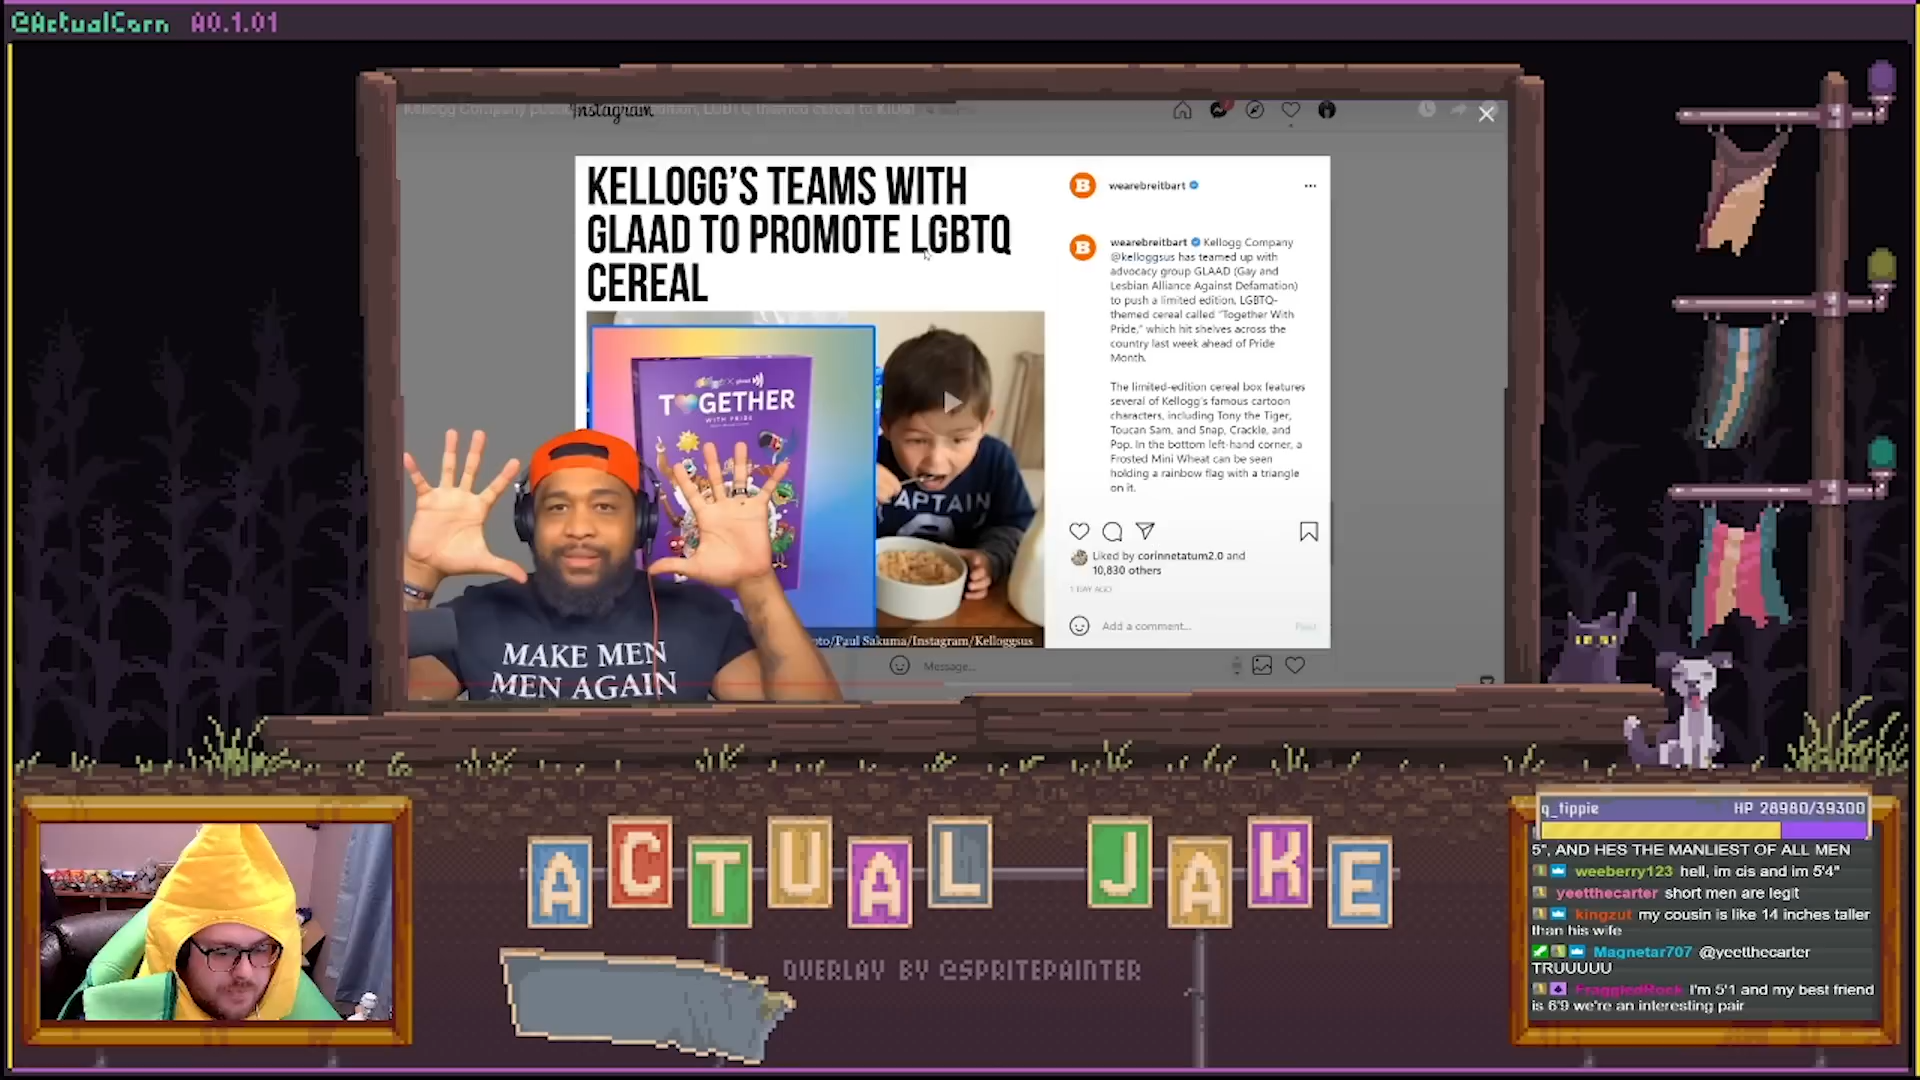 @ActualCorn A0.1.01
Instagram
KELLOGG'S TEAMS WITH
GLAAD TO PROMOTE LGBTQ
CEREAL
wearebreitbart
wearebreitbart Kellogg Company
@kelloggsus has teamed up with
advocacy group GLAAD (Gay and
Lesbian Alliance Against Defamation)
to push a limited edition, LGBTQ-
themed cereal called "Together With
Pride," which hit shelves across the
country last week ahead of Pride
Month.
The limited-edition cereal box features
several of Kellogg's famous cartoon
characters, including Tony the Tiger,
Toucan Sam, and Snap, Crackle, and
Pop. In the bottom left-hand corner, a
Frosted Mini Wheat can be seen
holding a rainbow flag with a triangle
on it.
Liked by corinnetatum2.0 and
10,830 others
1 DAY AGO
Add a comment...
Post
TOGETHER
WITH PRIDE
APTAIN
/Paul Sakuma/Instagram/Kelloggsus
MAKE MEN
MEN AGAIN
Message...
ACTUAL JAKE
OVERLAY BY @SPRITEPAINTER
q_tippie HP 28980/39300
5", AND HES THE MANLIEST OF ALL MEN
weeberry123 hell, im cis and im 5'4"
yeetthecarter short men are legit
kingzut my cousin is like 14 inches taller
than his wife
Magnetar707 @yeetthecarter
TRUUUUU
FraggledRock I'm 5'1 and my best friend
is 6'9 we're an interesting pair